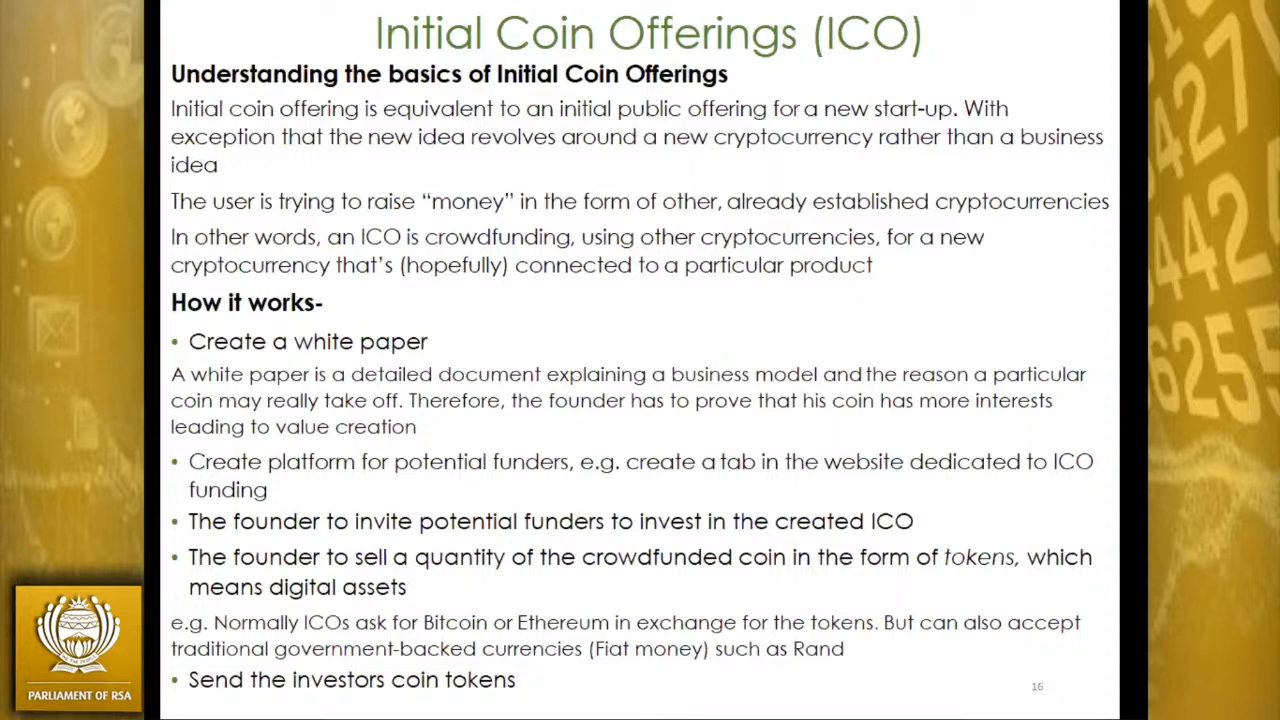 Initial Coin Offerings (ICO)
Understanding the basics of Initial Coin Offerings
Initial coin offering is equivalent to an initial public offering for a new start-up. With
exception that the new idea revolves around a new cryptocurrency rather than a business
idea
The user is trying to raise “money” in the form of other, already established cryptocurrencies
In other words, an ICO is crowdfunding, using other cryptocurrencies, for a new
cryptocurrency that’s (hopefully) connected to a particular product
How it works-
• Create a white paper
A white paper is a detailed document explaining a business model and the reason a particular
coin may really take off. Therefore, the founder has to prove that his coin has more interests
leading to value creation
• Create platform for potential funders, e.g. create a tab in the website dedicated to ICO
funding
• The founder to invite potential funders to invest in the created ICO
• The founder to sell a quantity of the crowdfunded coin in the form of tokens, which
means digital assets
e.g. Normally ICOs ask for Bitcoin or Ethereum in exchange for the tokens. But can also accept
traditional government-backed currencies (Fiat money) such as Rand
• Send the investors coin tokens
16
PARLIAMENT OF RSA
427
442
6255